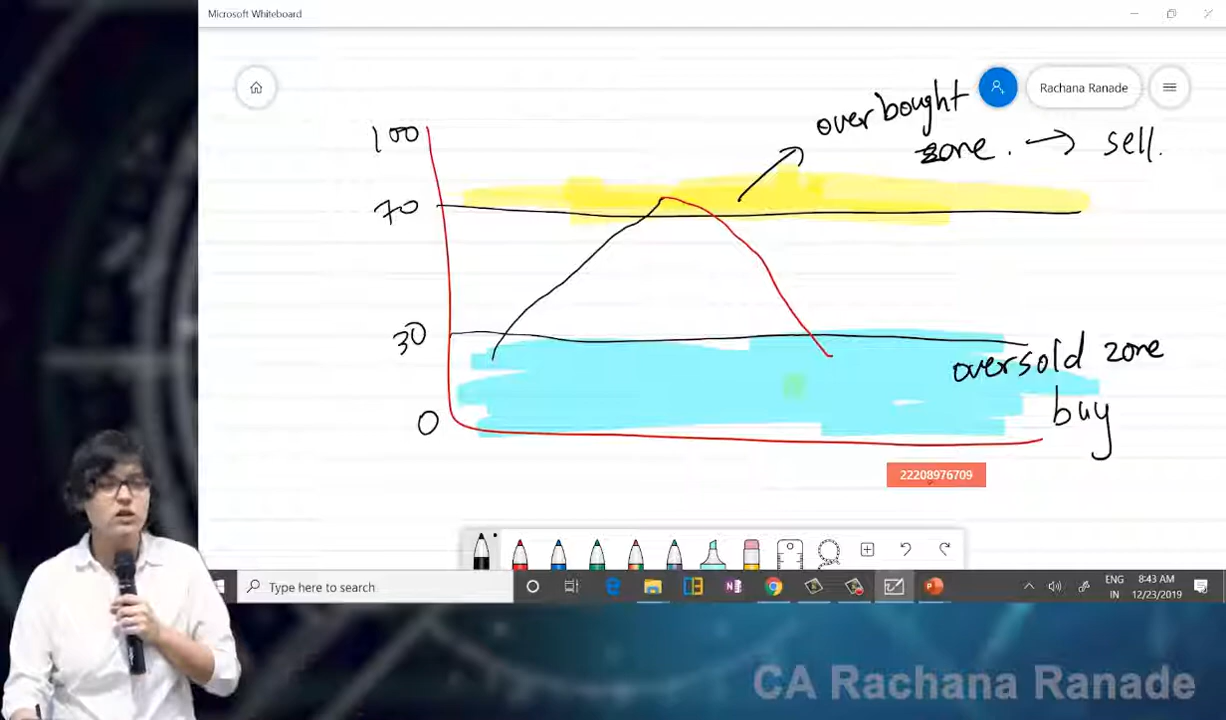 Microsoft Whiteboard
Rachana Ranade
overbought
zone. → sell.
100
70
30
oversold zone
buy
0
22208976709
Type here to search
ENG
IN
8:43 AM
12/23/2019
CA Rachana Ranade